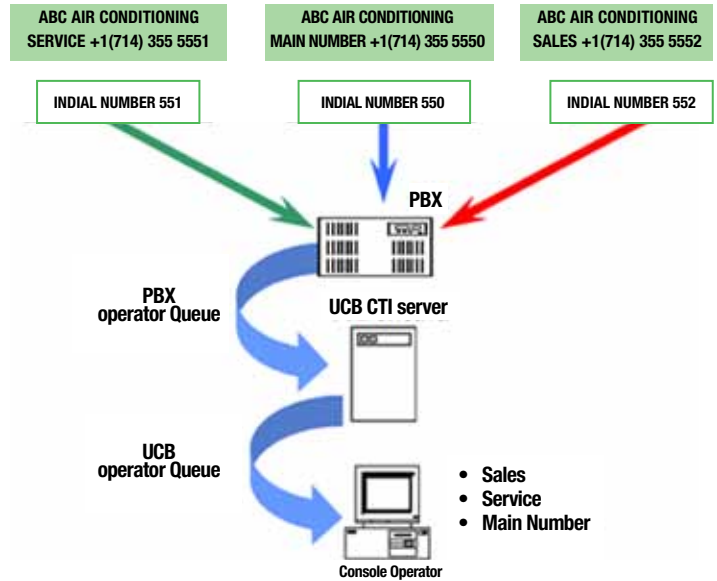 ABC AIR CONDITIONING
SERVICE +1(714) 355 5551
ABC AIR CONDITIONING
MAIN NUMBER +1(714) 355 5550
ABC AIR CONDITIONING
SALES +1(714) 355 5552
INDIAL NUMBER 551
INDIAL NUMBER 550
INDIAL NUMBER 552
PBX
PBX
operator Queue
UCB CTI server
UCB
operator Queue
• Sales
• Service
• Main Number
Console Operator